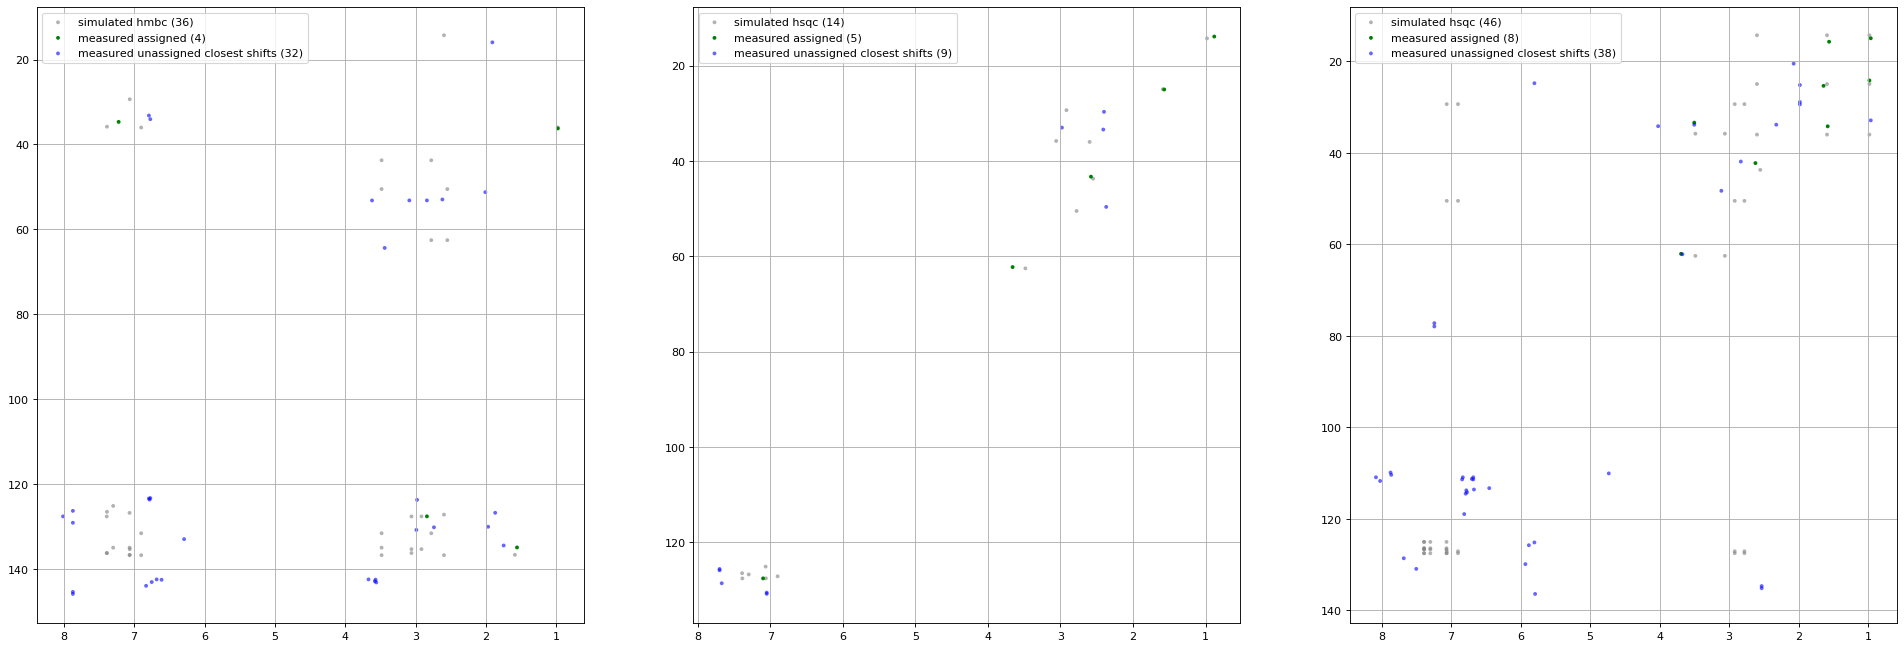 simulated hmbc (36)
measured assigned (4)
measured unassigned closest shifts (32)
20
40
60
80
100
120
140
8 7 6 5 4 3 2 1
simulated hsqc (14)
measured assigned (5)
measured unassigned closest shifts (9)
20
40
60
80
100
120
8 7 6 5 4 3 2 1
simulated hsqc (46)
measured assigned (8)
measured unassigned closest shifts (38)
20
40
60
80
100
120
140
8 7 6 5 4 3 2 1